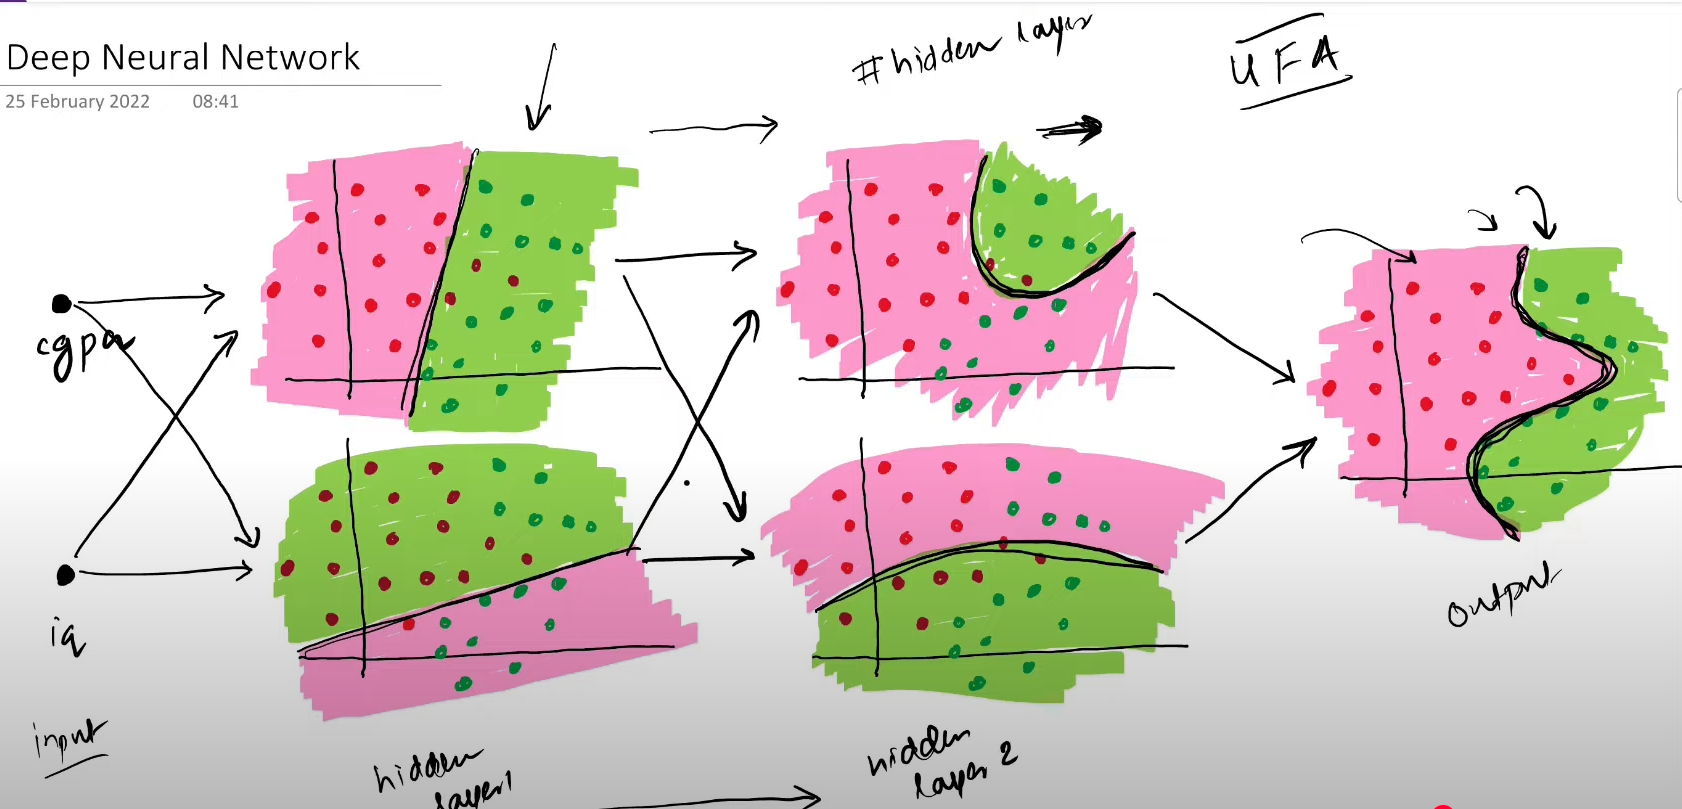 Deep Neural Network
25 February 2022 08:41
#hidden layer
UFA
cgpa
iq
input
hidden
layer1
hidden
layer 2
output